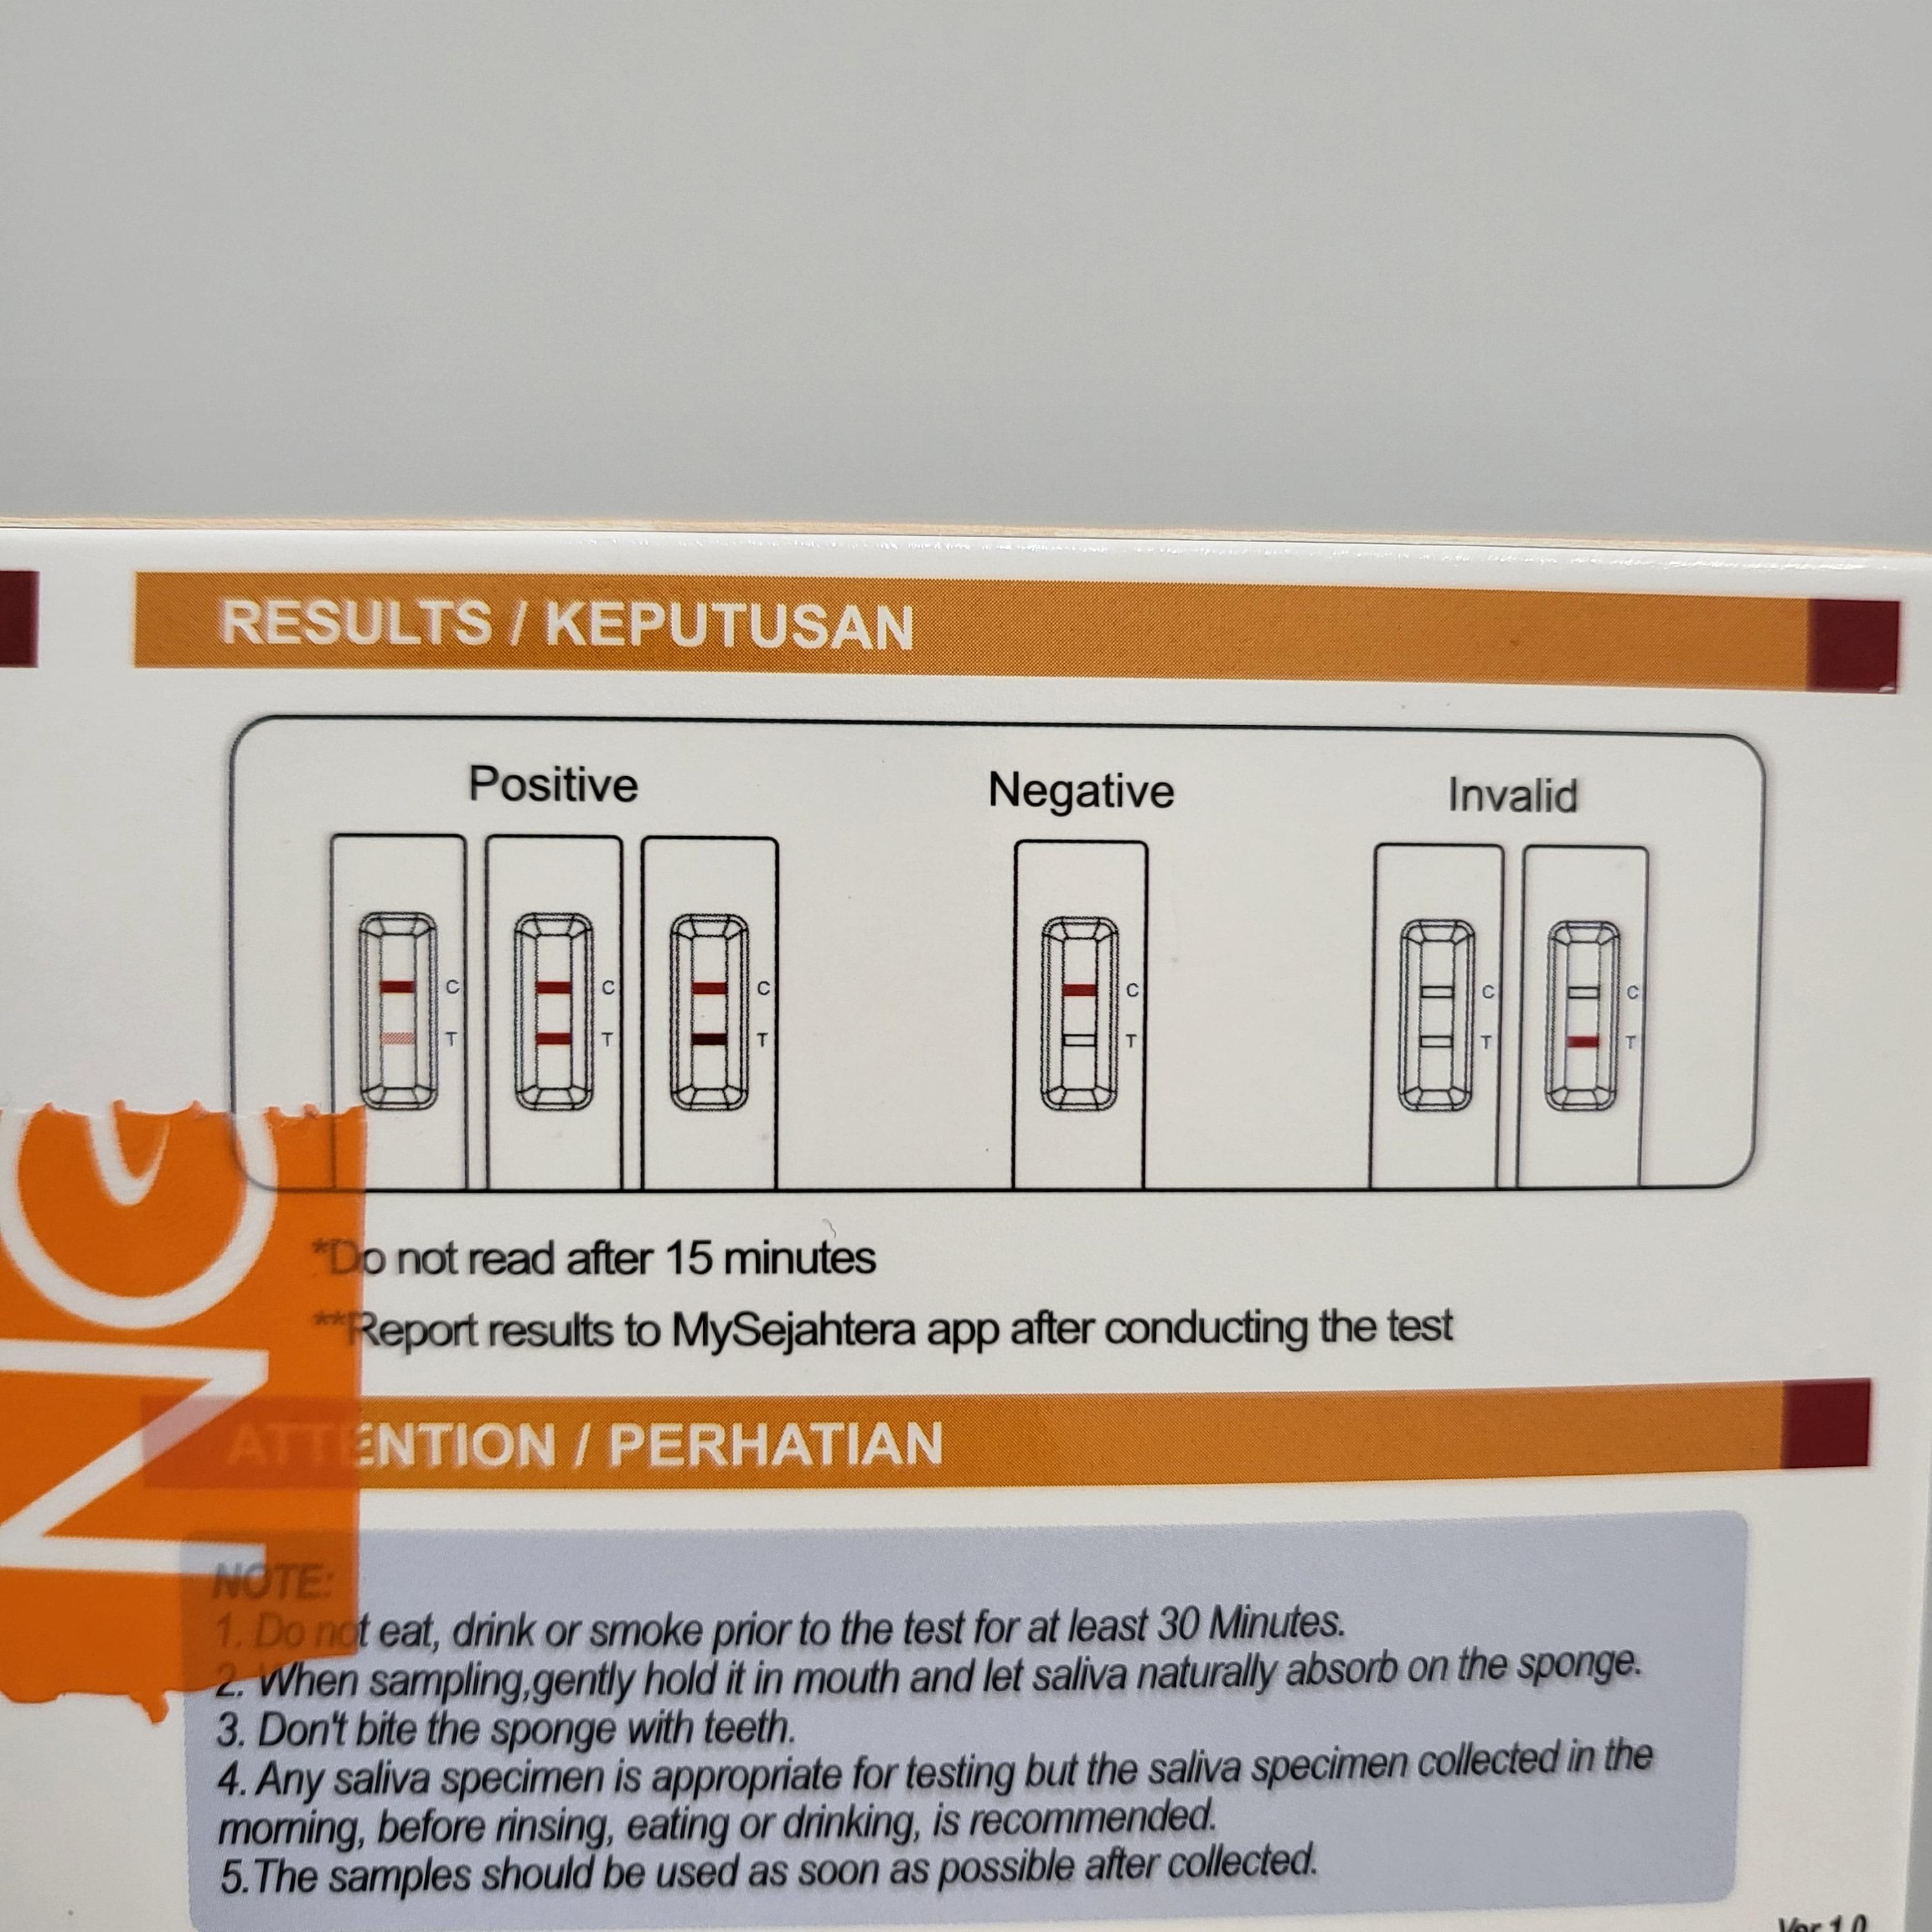 RESULTS / KEPUTUSAN
Positive Negative Invalid
C C C C C C
T T T T T T
*Do not read after 15 minutes
**Report results to MySejahtera app after conducting the test
ATTENTION / PERHATIAN
NOTE:
1. Do not eat, drink or smoke prior to the test for at least 30 Minutes.
2. When sampling,gently hold it in mouth and let saliva naturally absorb on the sponge.
3. Don't bite the sponge with teeth.
4. Any saliva specimen is appropriate for testing but the saliva specimen collected in the
morning, before rinsing, eating or drinking, is recommended.
5.The samples should be used as soon as possible after collected.
Ver 1.0